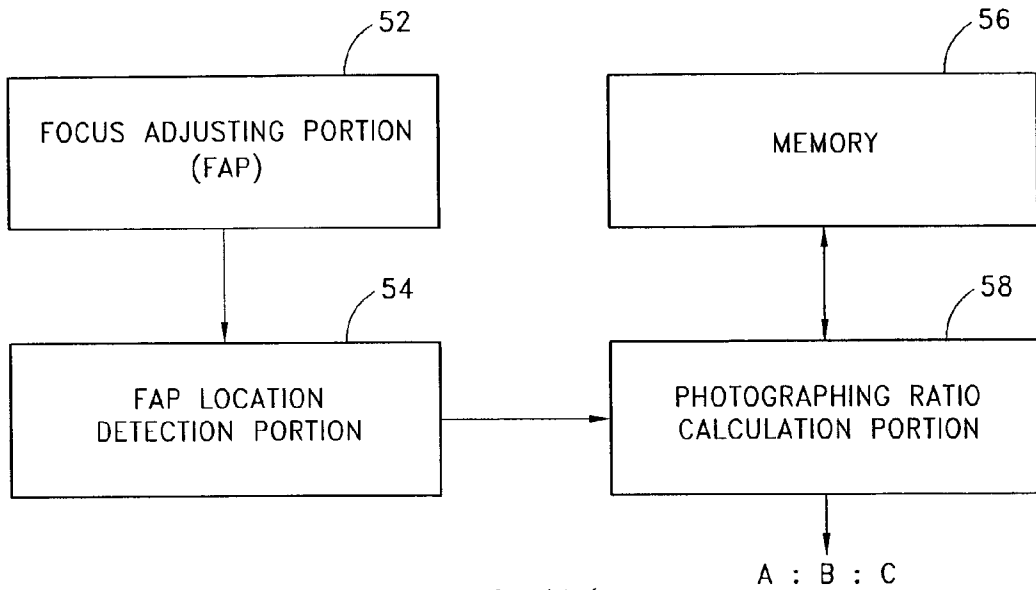 52
FOCUS ADJUSTING PORTION
(FAP)
56
MEMORY
54
FAP LOCATION
DETECTION PORTION
58
PHOTOGRAPHING RATIO
CALCULATION PORTION
A : B : C